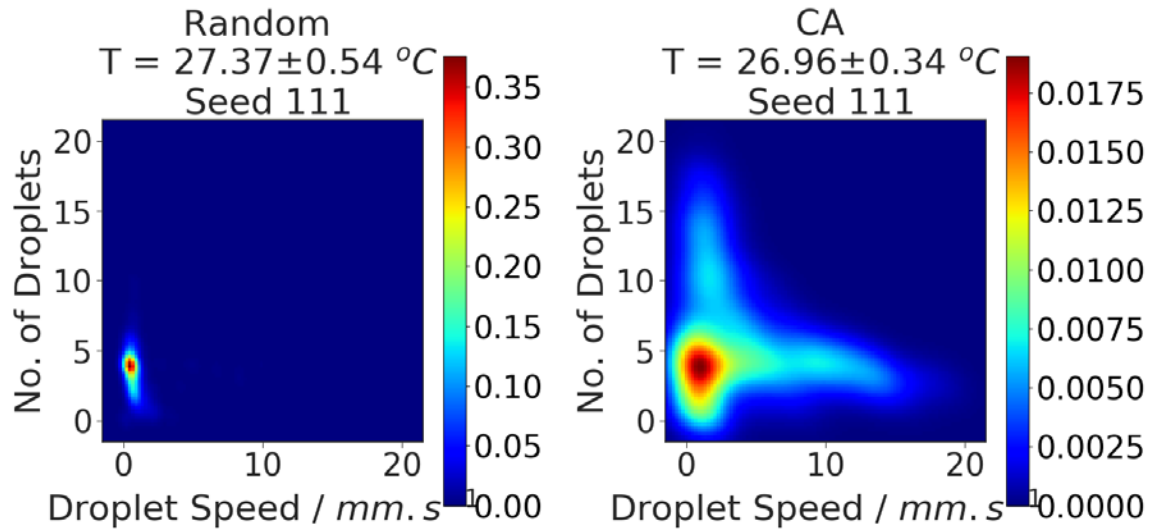 Random
T = 27.37±0.54 °C
Seed 111
No. of Droplets
20
15
10
5
0
0 10 20
Droplet Speed / mm.s⁻¹
0.35
0.30
0.25
0.20
0.15
0.10
0.05
0.00
CA
T = 26.96±0.34 °C
Seed 111
No. of Droplets
20
15
10
5
0
0 10 20
Droplet Speed / mm.s
1
0.0175
0.0150
0.0125
0.0100
0.0075
0.0050
0.0025
0.0000